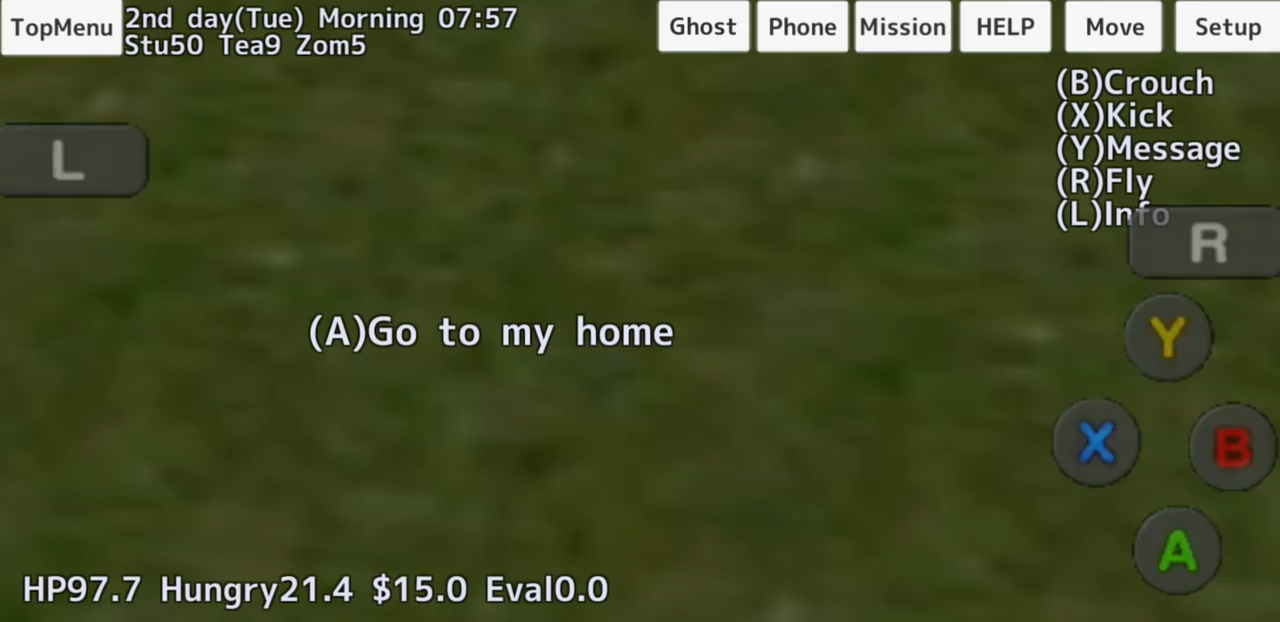 TopMenu
2nd day(Tue) Morning 07:57
Stu50 Tea9 Zom5
Ghost
Phone
Mission
HELP
Move
Setup
(B)Crouch
(X)Kick
(Y)Message
(R)Fly
(L)Info
L
R
(A)Go to my home
Y
X
B
A
HP97.7 Hungry21.4 $15.0 Eval0.0